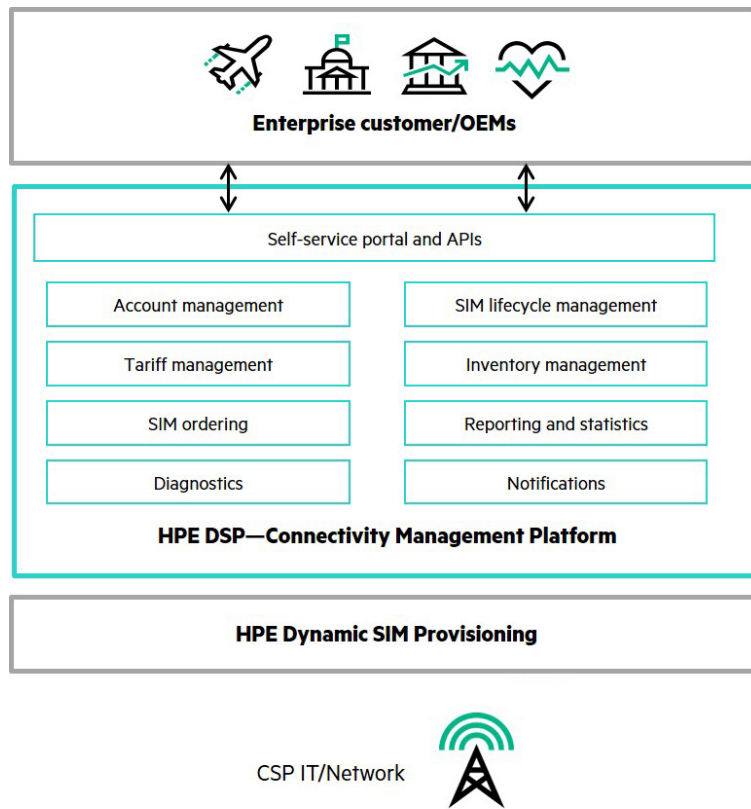 Enterprise customer/OEMs
Self-service portal and APIs
Account management
SIM lifecycle management
Tariff management
Inventory management
SIM ordering
Reporting and statistics
Diagnostics
Notifications
HPE DSP—Connectivity Management Platform
HPE Dynamic SIM Provisioning
CSP IT/Network